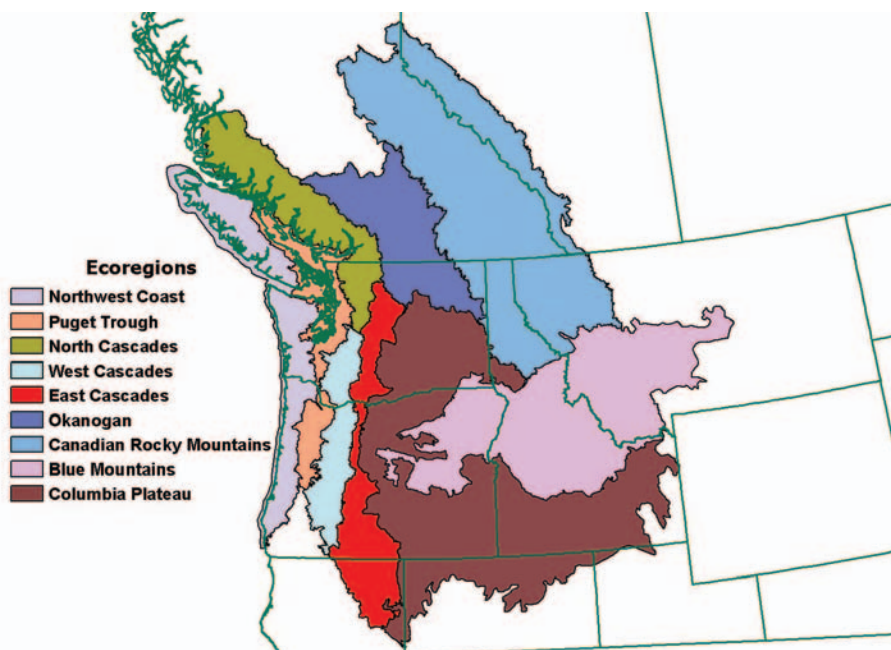 Ecoregions
Northwest Coast
Puget Trough
North Cascades
West Cascades
East Cascades
Okanogan
Canadian Rocky Mountains
Blue Mountains
Columbia Plateau